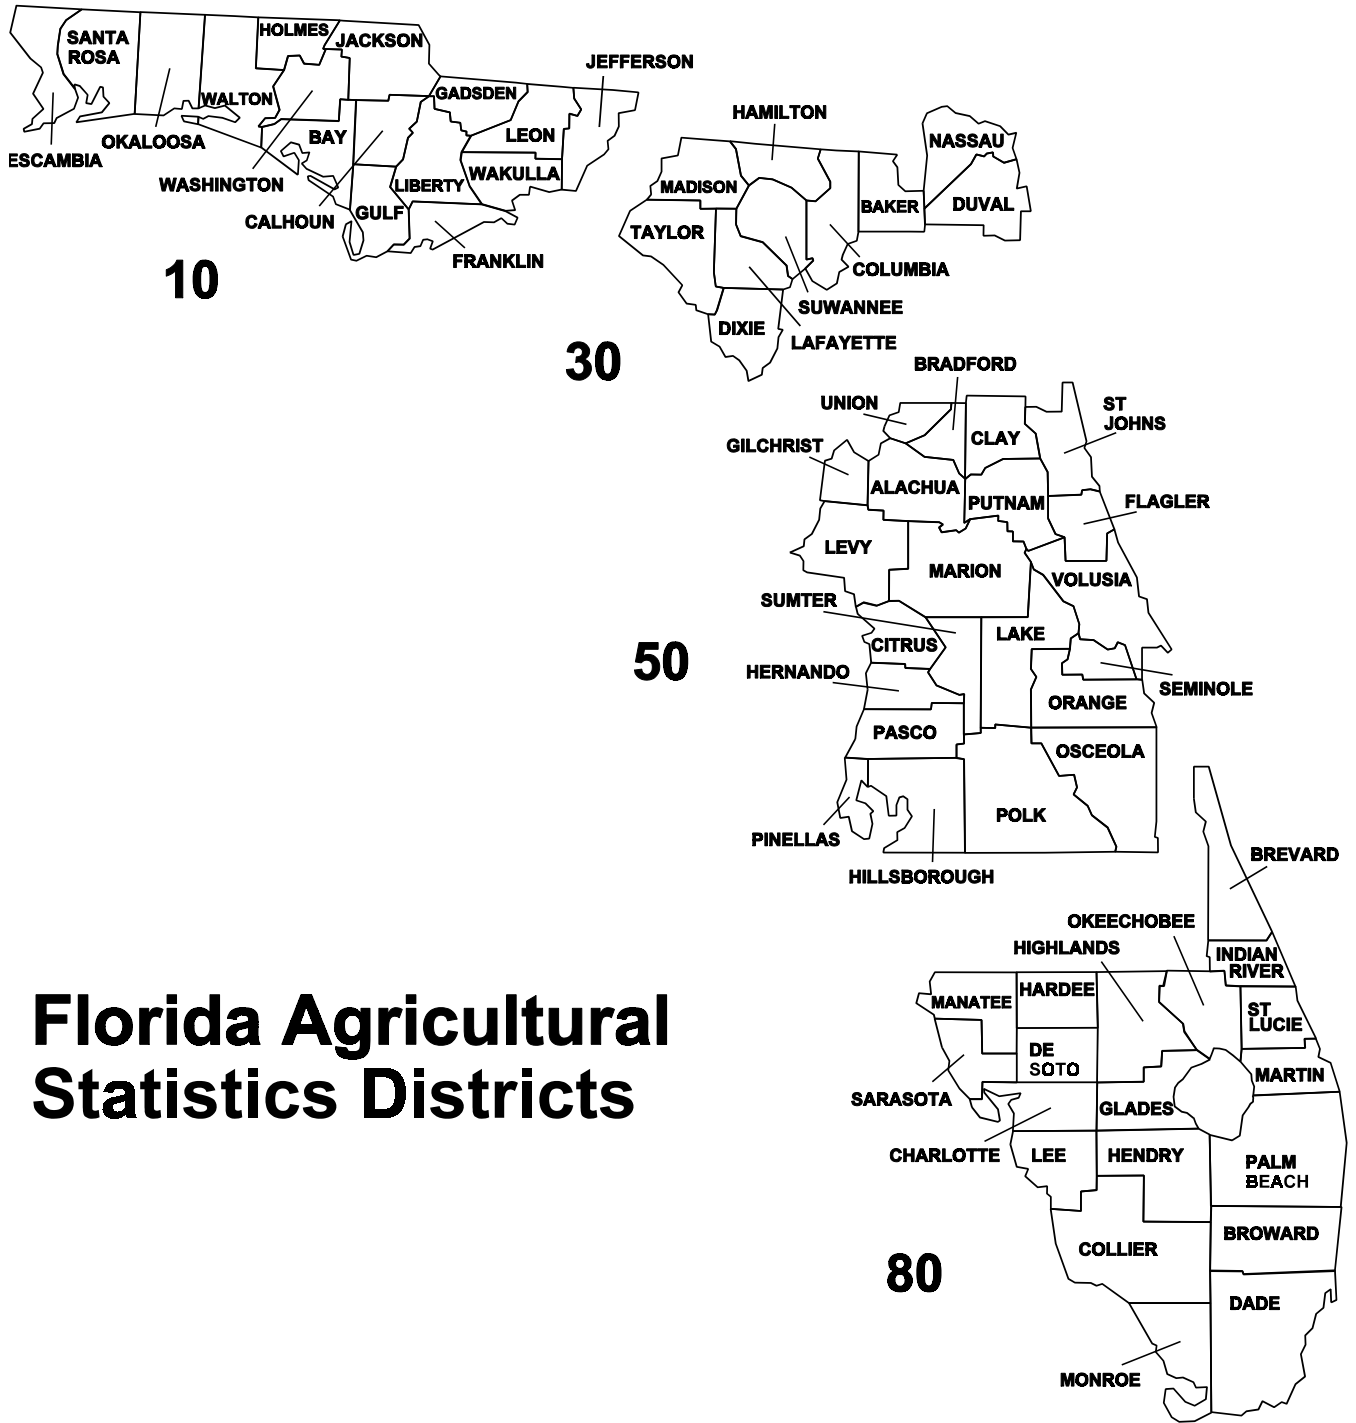 HOLMES
SANTA
ROSA
JACKSON
JEFFERSON
GADSDEN
WALTON
HAMILTON
BAY
LEON
OKALOOSA
NASSAU
ESCAMBIA
WAKULLA
WASHINGTON
LIBERTY
MADISON
CALHOUN
GULF
BAKER
DUVAL
TAYLOR
FRANKLIN
COLUMBIA
10
SUWANNEE
DIXIE
LAFAYETTE
30
BRADFORD
UNION
ST
JOHNS
CLAY
GILCHRIST
ALACHUA
PUTNAM
FLAGLER
LEVY
MARION
VOLUSIA
SUMTER
LAKE
CITRUS
50
HERNANDO
SEMINOLE
ORANGE
PASCO
OSCEOLA
POLK
PINELLAS
BREVARD
HILLSBOROUGH
OKEECHOBEE
HIGHLANDS
INDIAN
RIVER
HARDEE
MANATEE
ST
LUCIE
Florida Agricultural
Statistics Districts
DE
SOTO
MARTIN
SARASOTA
GLADES
CHARLOTTE
LEE
HENDRY
PALM
BEACH
BROWARD
COLLIER
80
DADE
MONROE